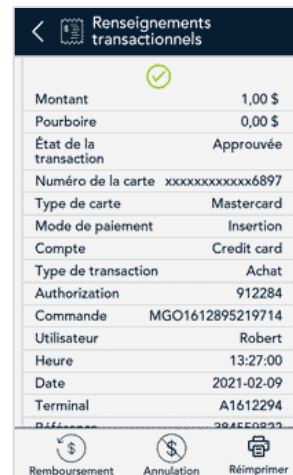 Renseignements
transactionnels
Montant 1,00 $
Pourboire 0,00 $
État de la Approuvée
transaction
Numéro de la carte xxxxxxxxxxxx6897
Type de carte Mastercard
Mode de paiement Insertion
Compte Credit card
Type de transaction Achat
Authorization 912284
Commande MGO1612895219714
Utilisateur Robert
Heure 13:27:00
Date 2021-02-09
Terminal A1612294
Remboursement Annulation Réimprimer